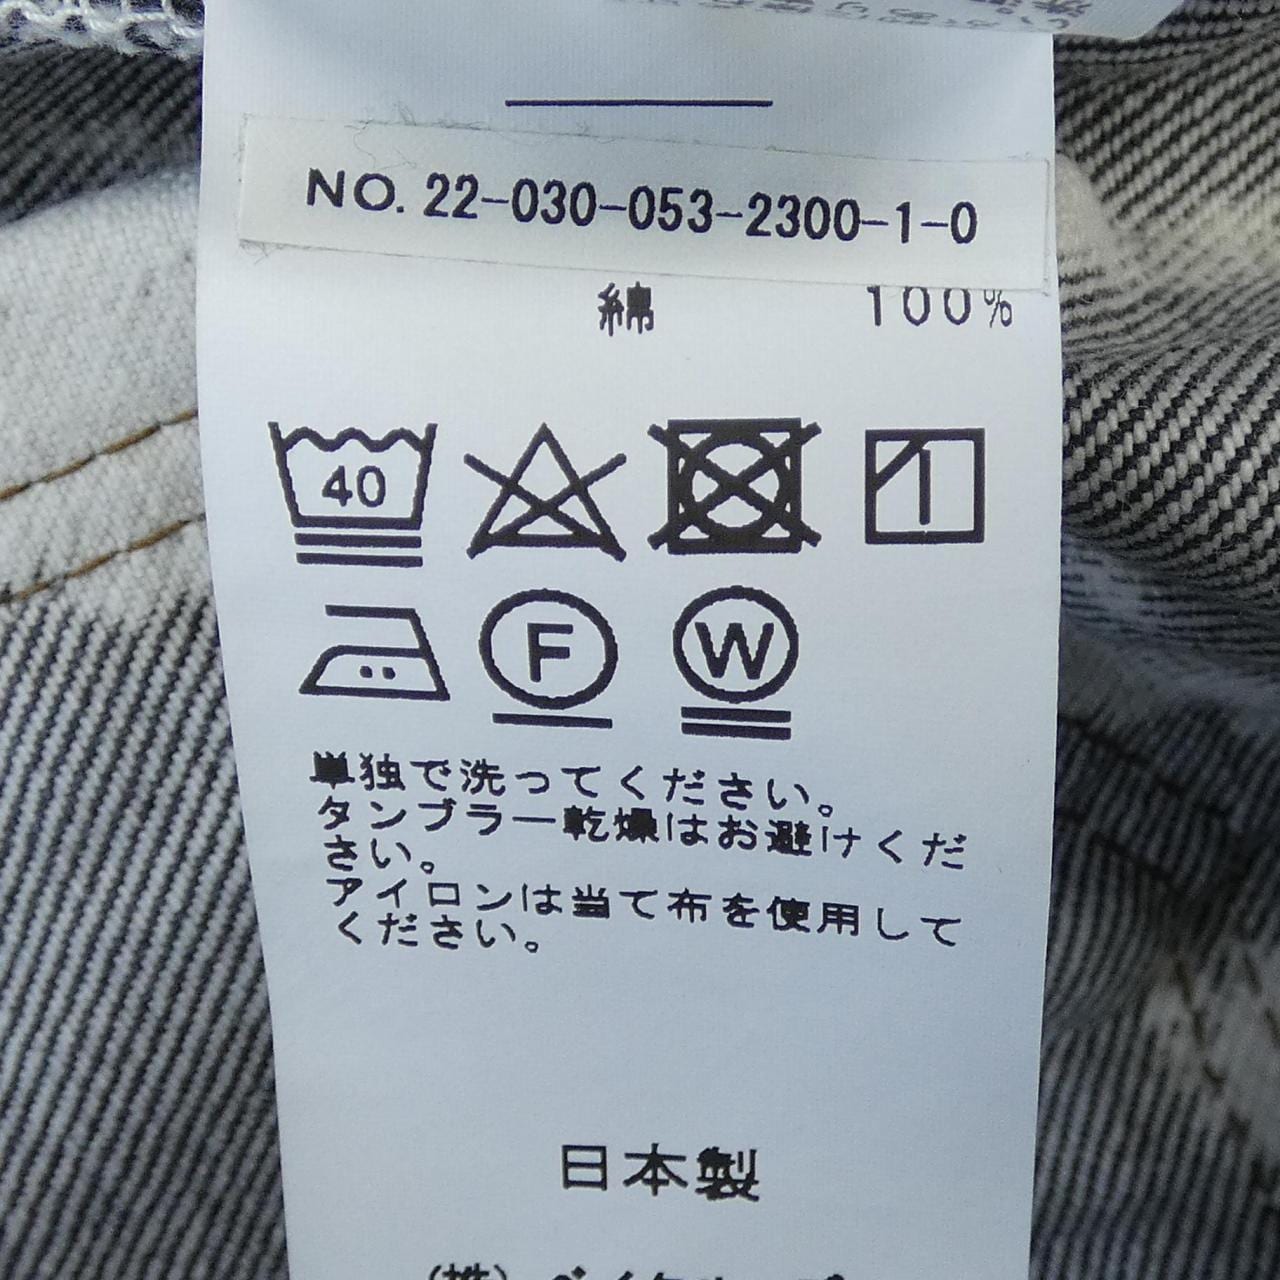 NO. 22-030-053-2300-1-0
綿 100%
40
F W
単独で洗ってください。
タンブラー乾燥はお避けくだ
さい。
アイロンは当て布を使用して
ください。
日本製